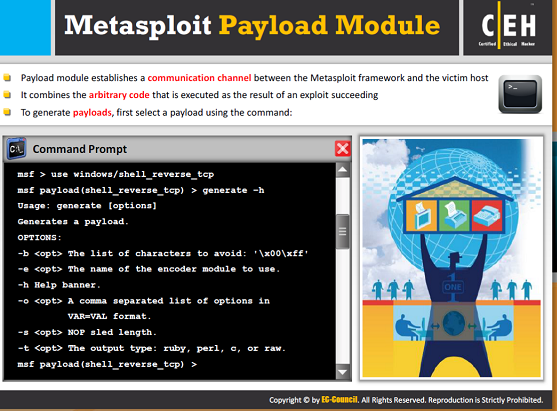 Metasploit Payload Module
CEH
Certified Ethical Hacker
Payload module establishes a communication channel between the Metasploit framework and the victim host
It combines the arbitrary code that is executed as the result of an exploit succeeding
To generate payloads, first select a payload using the command:
>_
C:\_ Command Prompt X
msf > use windows/shell_reverse_tcp
msf payload(shell_reverse_tcp) > generate -h
Usage: generate [options]
Generates a payload.
OPTIONS:
-b <opt> The list of characters to avoid: '\x00\xff'
-e <opt> The name of the encoder module to use.
-h Help banner.
-o <opt> A comma separated list of options in
VAR=VAL format.
-s <opt> NOP sled length.
-t <opt> The output type: ruby, perl, c, or raw.
msf payload(shell_reverse_tcp) >
ONE
Copyright © by EC-Council. All Rights Reserved. Reproduction is Strictly Prohibited.